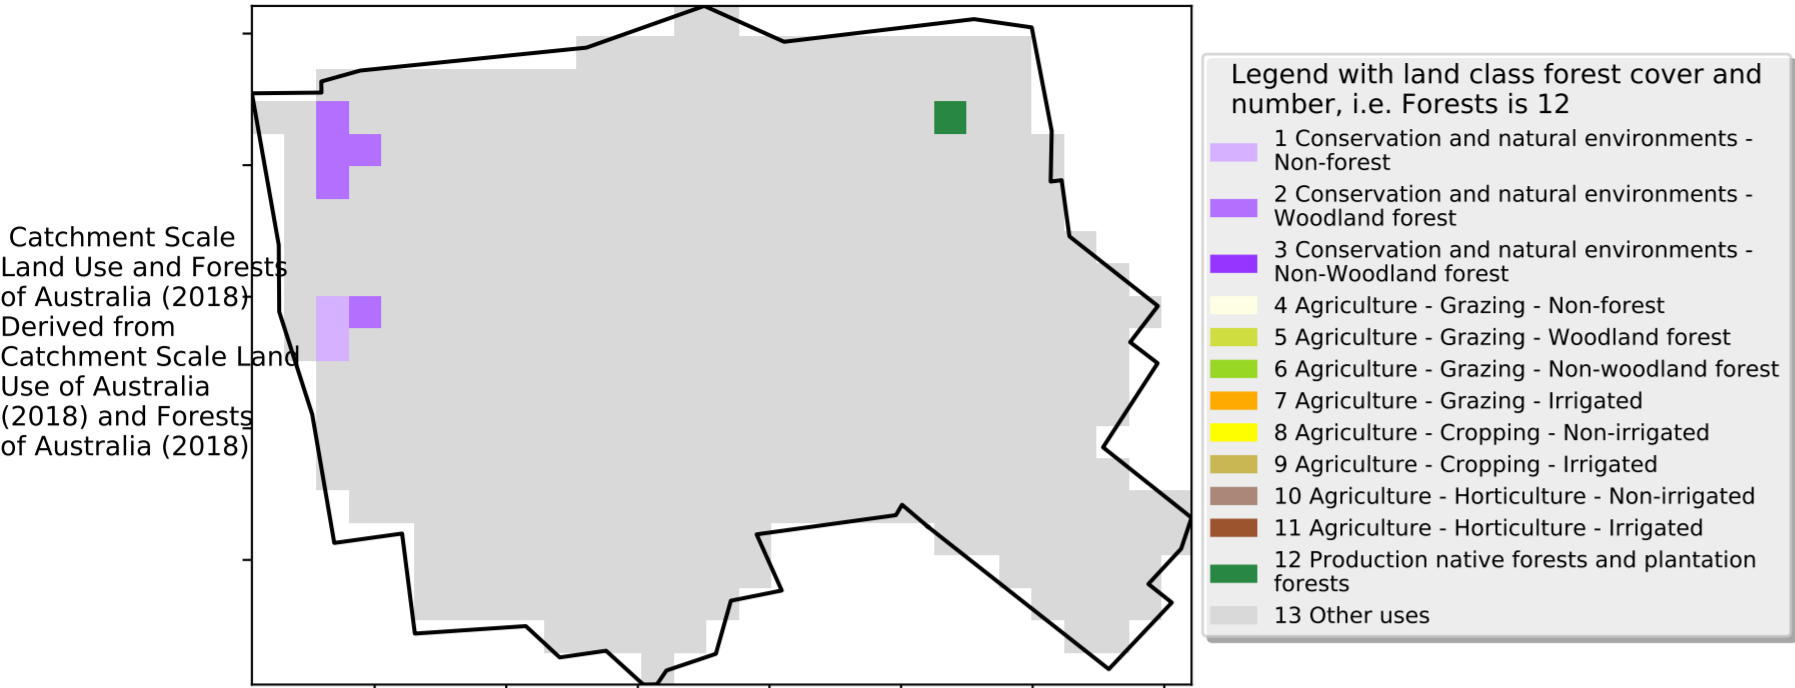 Catchment Scale
Land Use and Forests
of Australia (2018)
Derived from
Catchment Scale Land
Use of Australia
(2018) and Forests
of Australia (2018)
Legend with land class forest cover and
number, i.e. Forests is 12
1 Conservation and natural environments -
Non-forest
2 Conservation and natural environments -
Woodland forest
3 Conservation and natural environments -
Non-Woodland forest
4 Agriculture - Grazing - Non-forest
5 Agriculture - Grazing - Woodland forest
6 Agriculture - Grazing - Non-woodland forest
7 Agriculture - Grazing - Irrigated
8 Agriculture - Cropping - Non-irrigated
9 Agriculture - Cropping - Irrigated
10 Agriculture - Horticulture - Non-irrigated
11 Agriculture - Horticulture - Irrigated
12 Production native forests and plantation
forests
13 Other uses